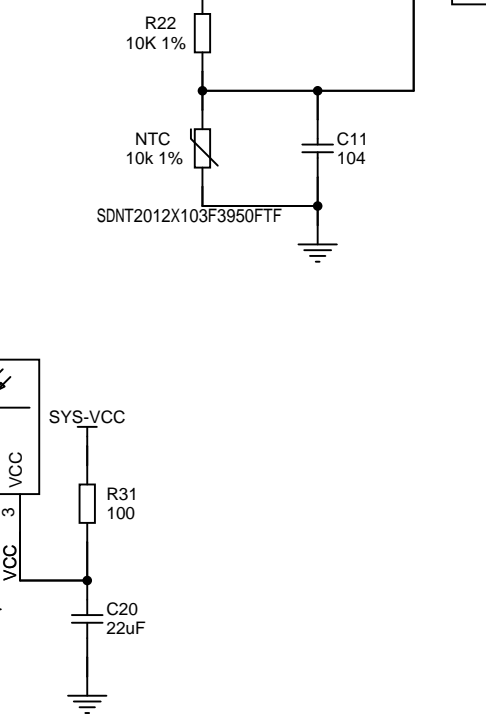 R22
10K 1%
NTC
10k 1%
C11
104
SDNT2012X103F3950FTF
SYS-VCC
VCC
3
VCC
R31
100
C20
22uF